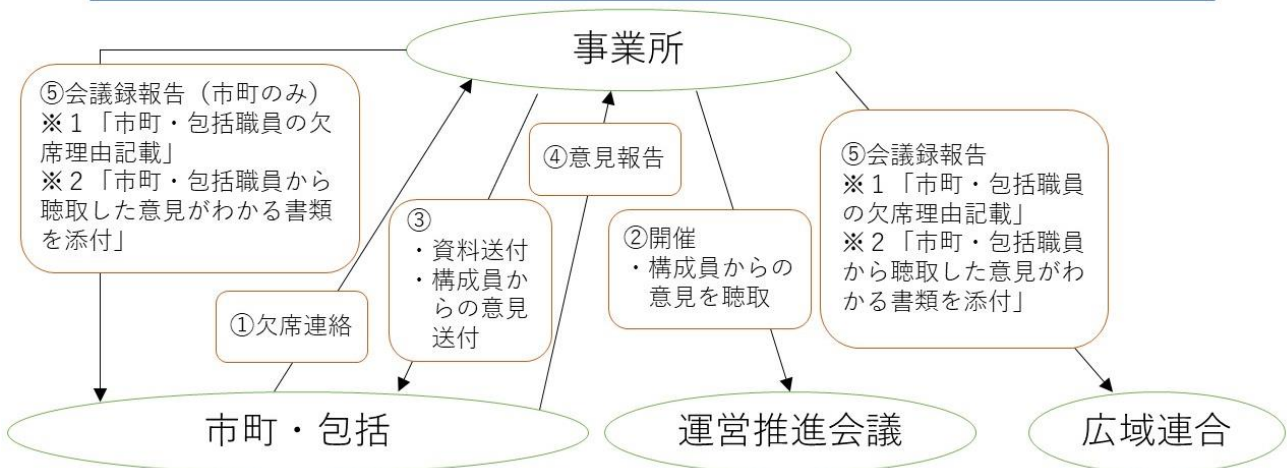 事業所
⑤会議録報告（市町のみ）
※１「市町・包括職員の欠
席理由記載」
※２「市町・包括職員から
聴取した意見がわかる書類
を添付」
①欠席連絡
③
・資料送付
・構成員か
らの意見
送付
④意見報告
②開催
・構成員からの
意見を聴取
⑤会議録報告
※１「市町・包括職員
の欠席理由記載」
※２「市町・包括職員
から聴取した意見がわ
かる書類を添付」
市町・包括
運営推進会議
広域連合